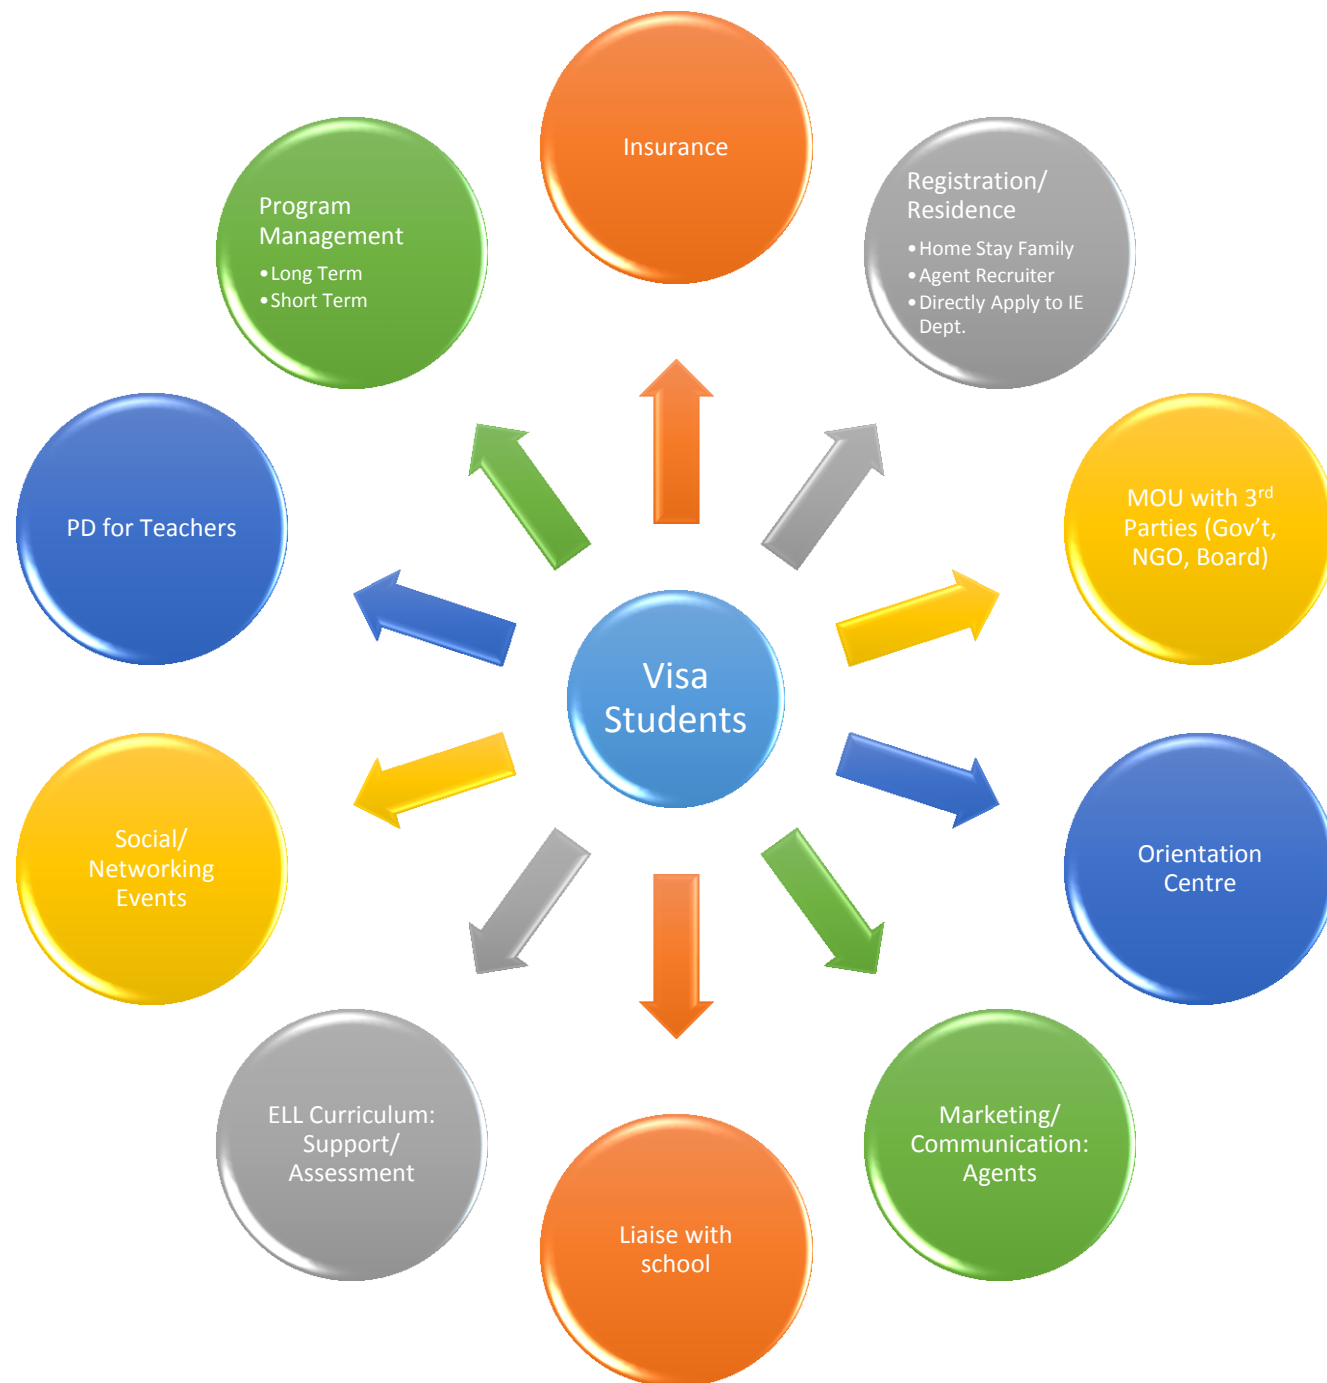 Insurance
Registration/
Residence
•Home Stay Family
•Agent Recruiter
•Directly Apply to IE
Dept.
MOU with 3rd
Parties (Gov’t,
NGO, Board)
Orientation
Centre
Marketing/
Communication:
Agents
Liaise with
school
ELL Curriculum:
Support/
Assessment
Social/
Networking
Events
PD for Teachers
Program
Management
•Long Term
•Short Term
Visa
Students